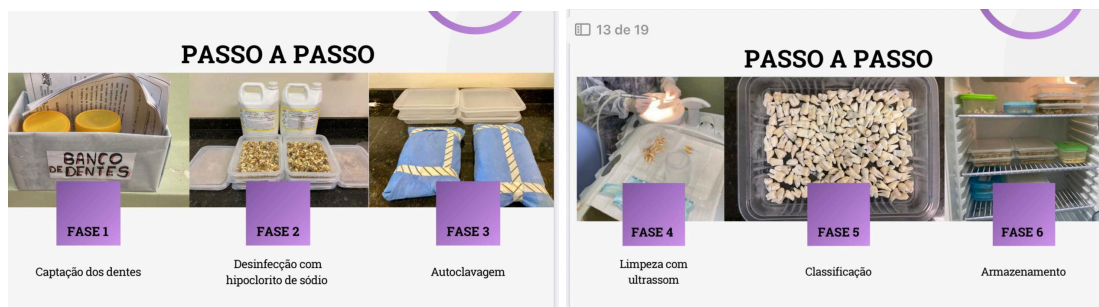 PASSO A PASSO
BANCO
DE DENTES
FASE 1
FASE 2
FASE 3
Captação dos dentes
Desinfecção com
hipoclorito de sódio
Autoclavagem
13 de 19
PASSO A PASSO
FASE 4
FASE 5
FASE 6
Limpeza com
ultrassom
Classificação
Armazenamento